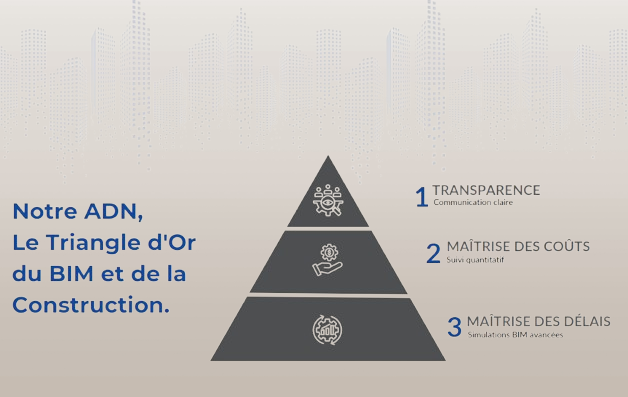 Notre ADN,
Le Triangle d'Or
du BIM et de la
Construction.
1 TRANSPARENCE
Communication claire
2 MAÎTRISE DES COÛTS
Suivi quantitatif
3 MAÎTRISE DES DÉLAIS
Simulations BIM avancées